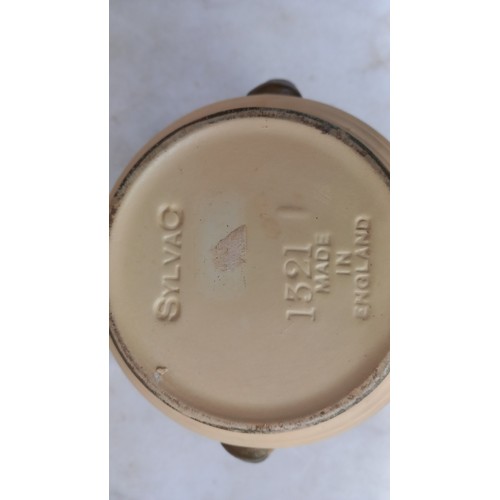 SYLVAC
1321
MADE
IN
ENGLAND